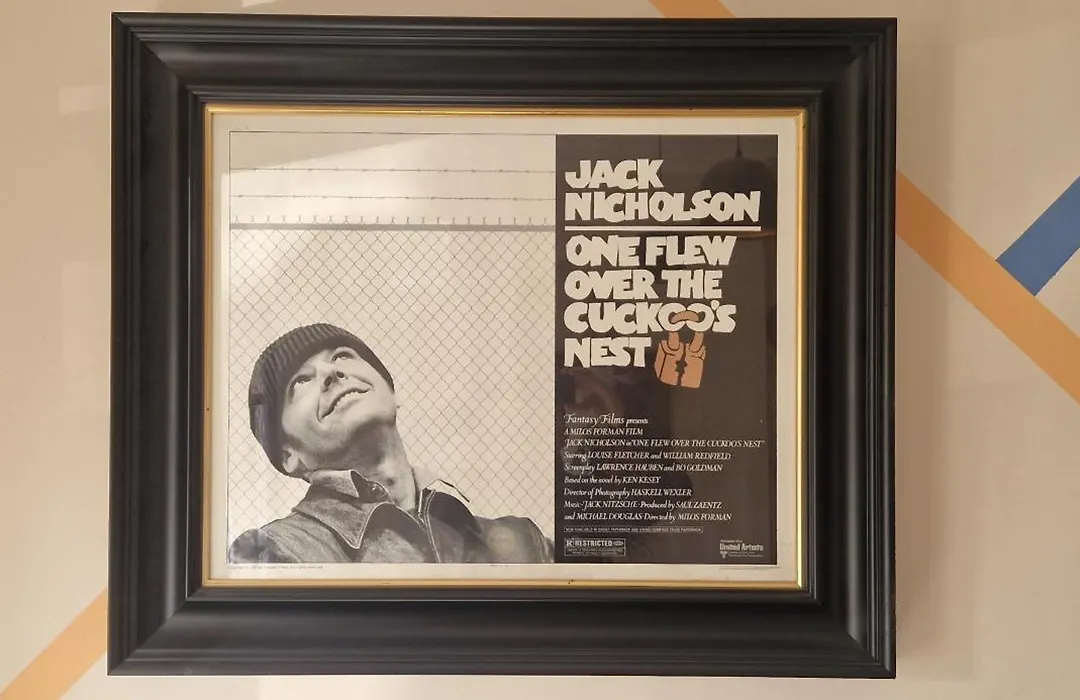 JACK
NICHOLSON
ONE FLEW
OVER THE
CUCKOO'S
NEST
Fantasy Films presents
A MILOS FORMAN FILM
JACK NICHOLSON in "ONE FLEW OVER THE CUCKOO'S NEST"
Starring LOUISE FLETCHER and WILLIAM REDFIELD
Screenplay LAWRENCE HAUBEN and BO GOLDMAN
Based on the novel by KEN KESEY
Director of Photography HASKELL WEXLER
Music - JACK NITZSCHE • Produced by SAUL ZAENTZ
and MICHAEL DOUGLAS Directed by MILOS FORMAN
R RESTRICTED
United Artists